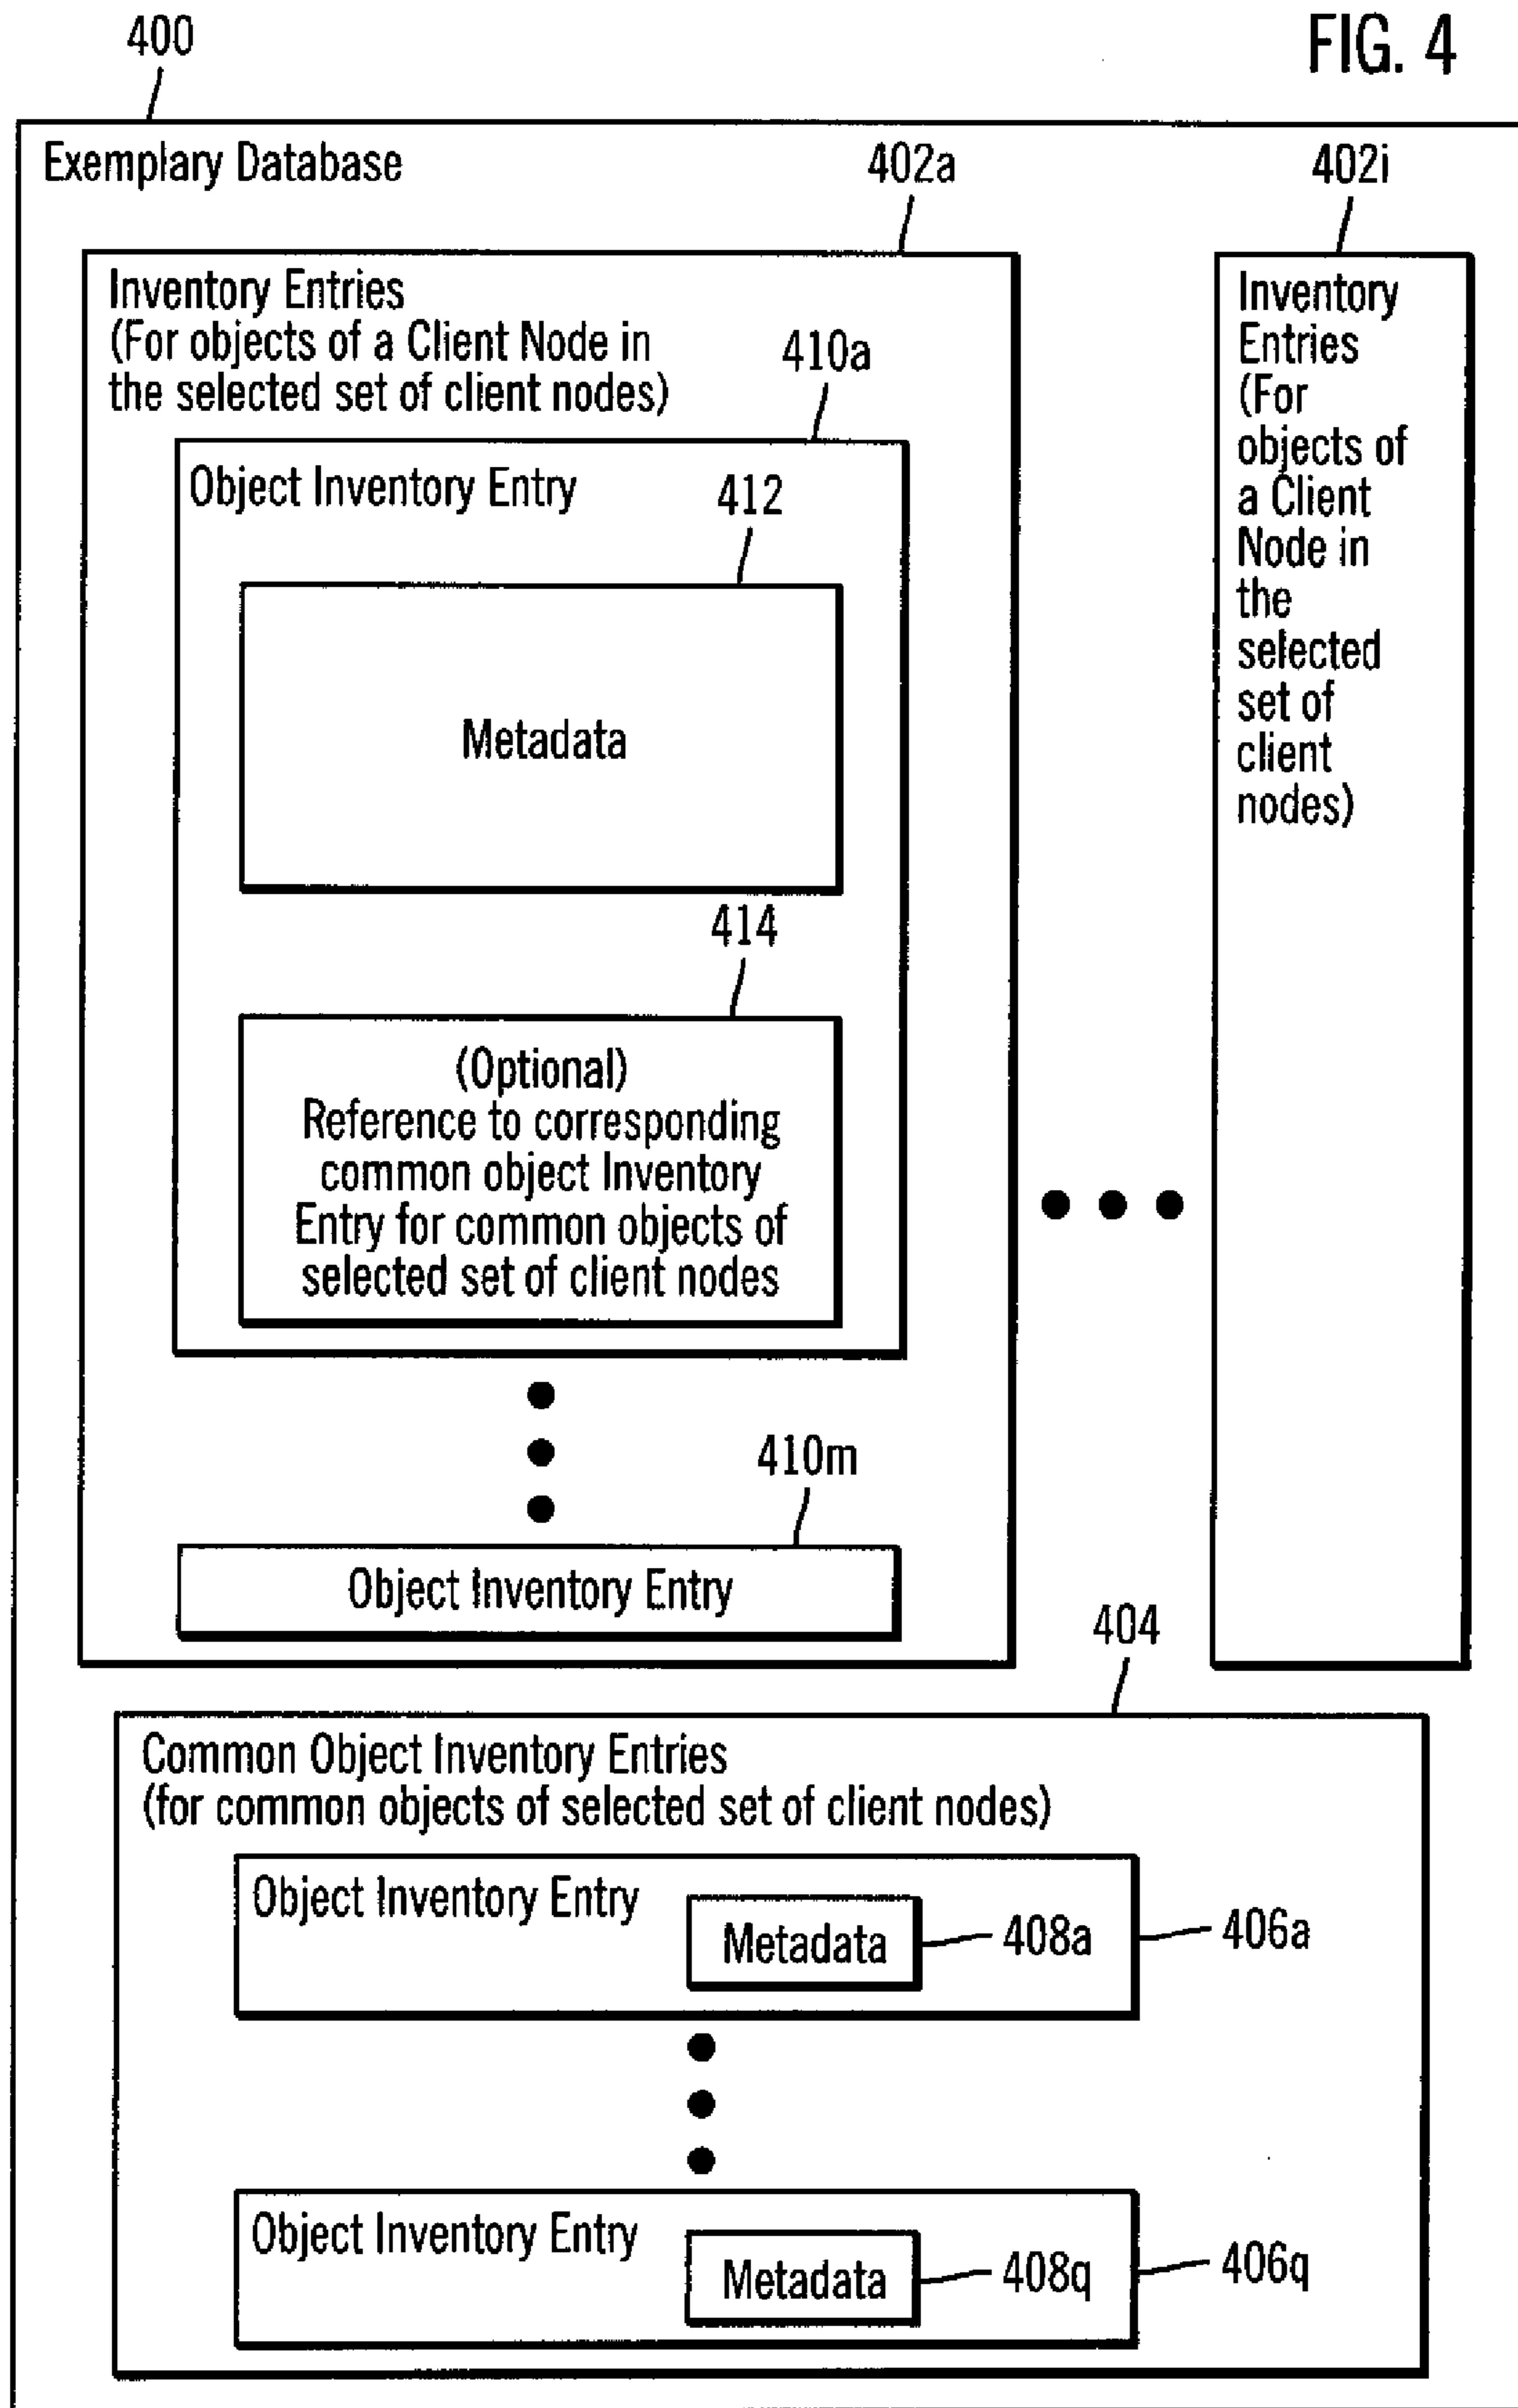 400
FIG. 4
Exemplary Database
402a
402i
Inventory Entries
(For objects of a Client Node in
the selected set of client nodes)
410a
Object Inventory Entry
412
Metadata
414
(Optional)
Reference to corresponding
common object Inventory
Entry for common objects of
selected set of client nodes
410m
Object Inventory Entry
Inventory
Entries
(For
objects of
a Client
Node in
the
selected
set of
client
nodes)
404
Common Object Inventory Entries
(for common objects of selected set of client nodes)
Object Inventory Entry
Metadata
408a
406a
Object Inventory Entry
Metadata
408q
406q